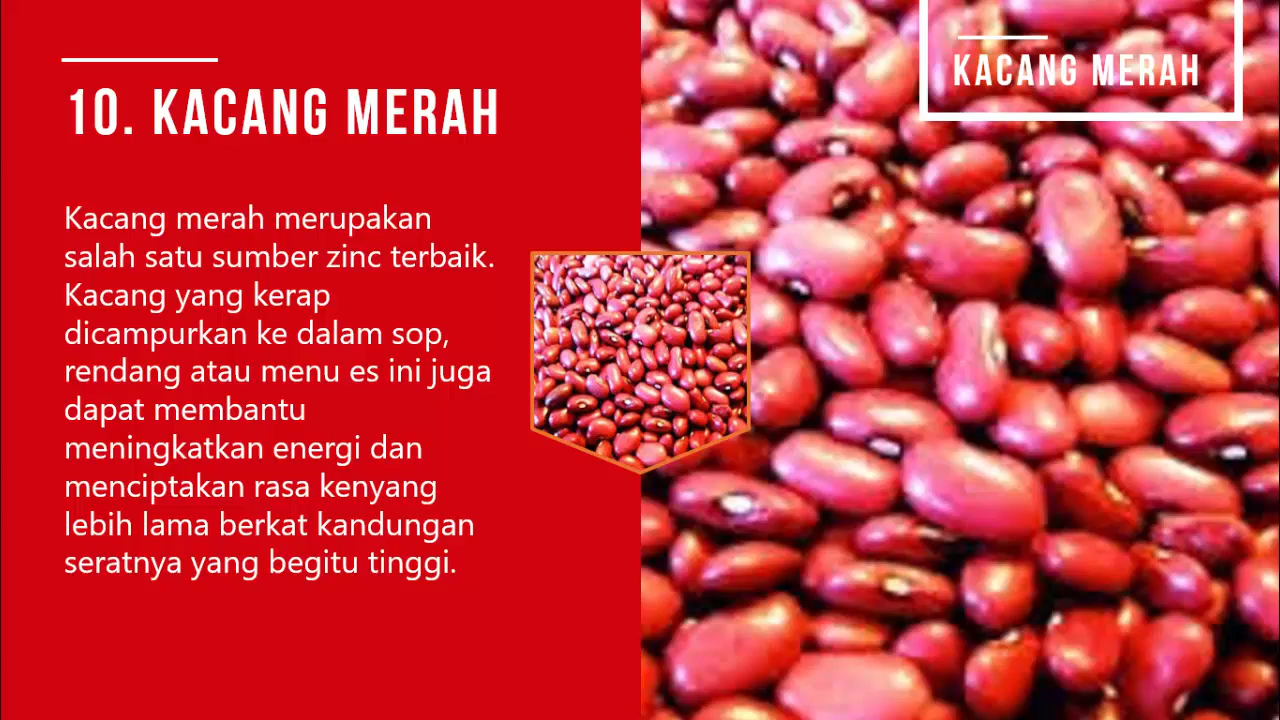 10. KACANG MERAH
Kacang merah merupakan
salah satu sumber zinc terbaik.
Kacang yang kerap
dicampurkan ke dalam sop,
rendang atau menu es ini juga
dapat membantu
meningkatkan energi dan
menciptakan rasa kenyang
lebih lama berkat kandungan
seratnya yang begitu tinggi.
KACANG MERAH